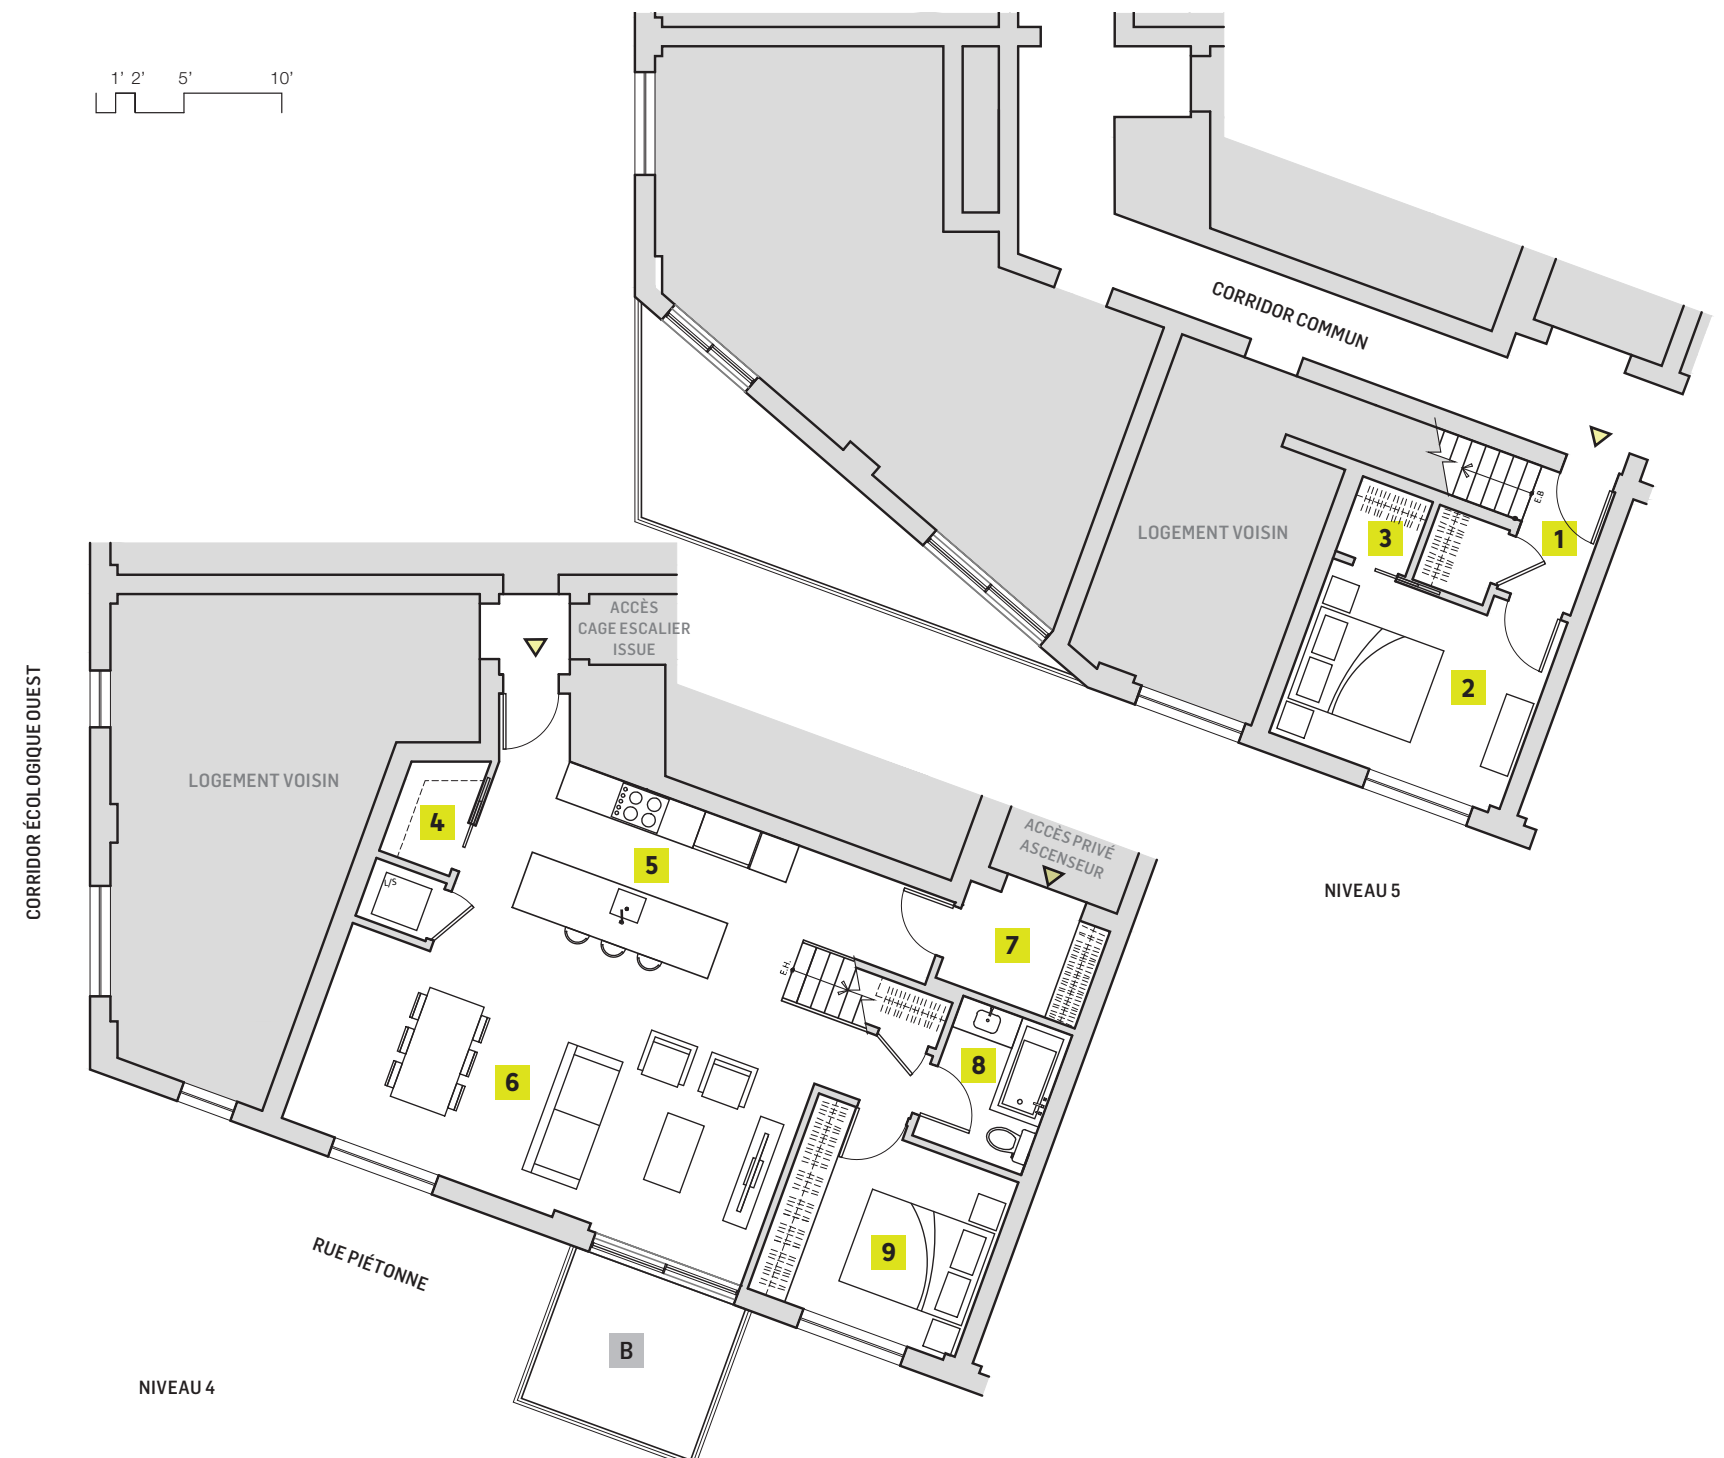 1' 2' 5' 10'
CORRIDOR COMMUN
LOGEMENT VOISIN
E.B
3
1
2
NIVEAU 5
ACCÈS
CAGE ESCALIER
ISSUE
CORRIDOR ÉCOLOGIQUE OUEST
LOGEMENT VOISIN
4
5
ACCÈS PRIVÉ
ASCENSEUR
L/S
7
E.H.
8
6
9
RUE PIÉTONNE
B
NIVEAU 4